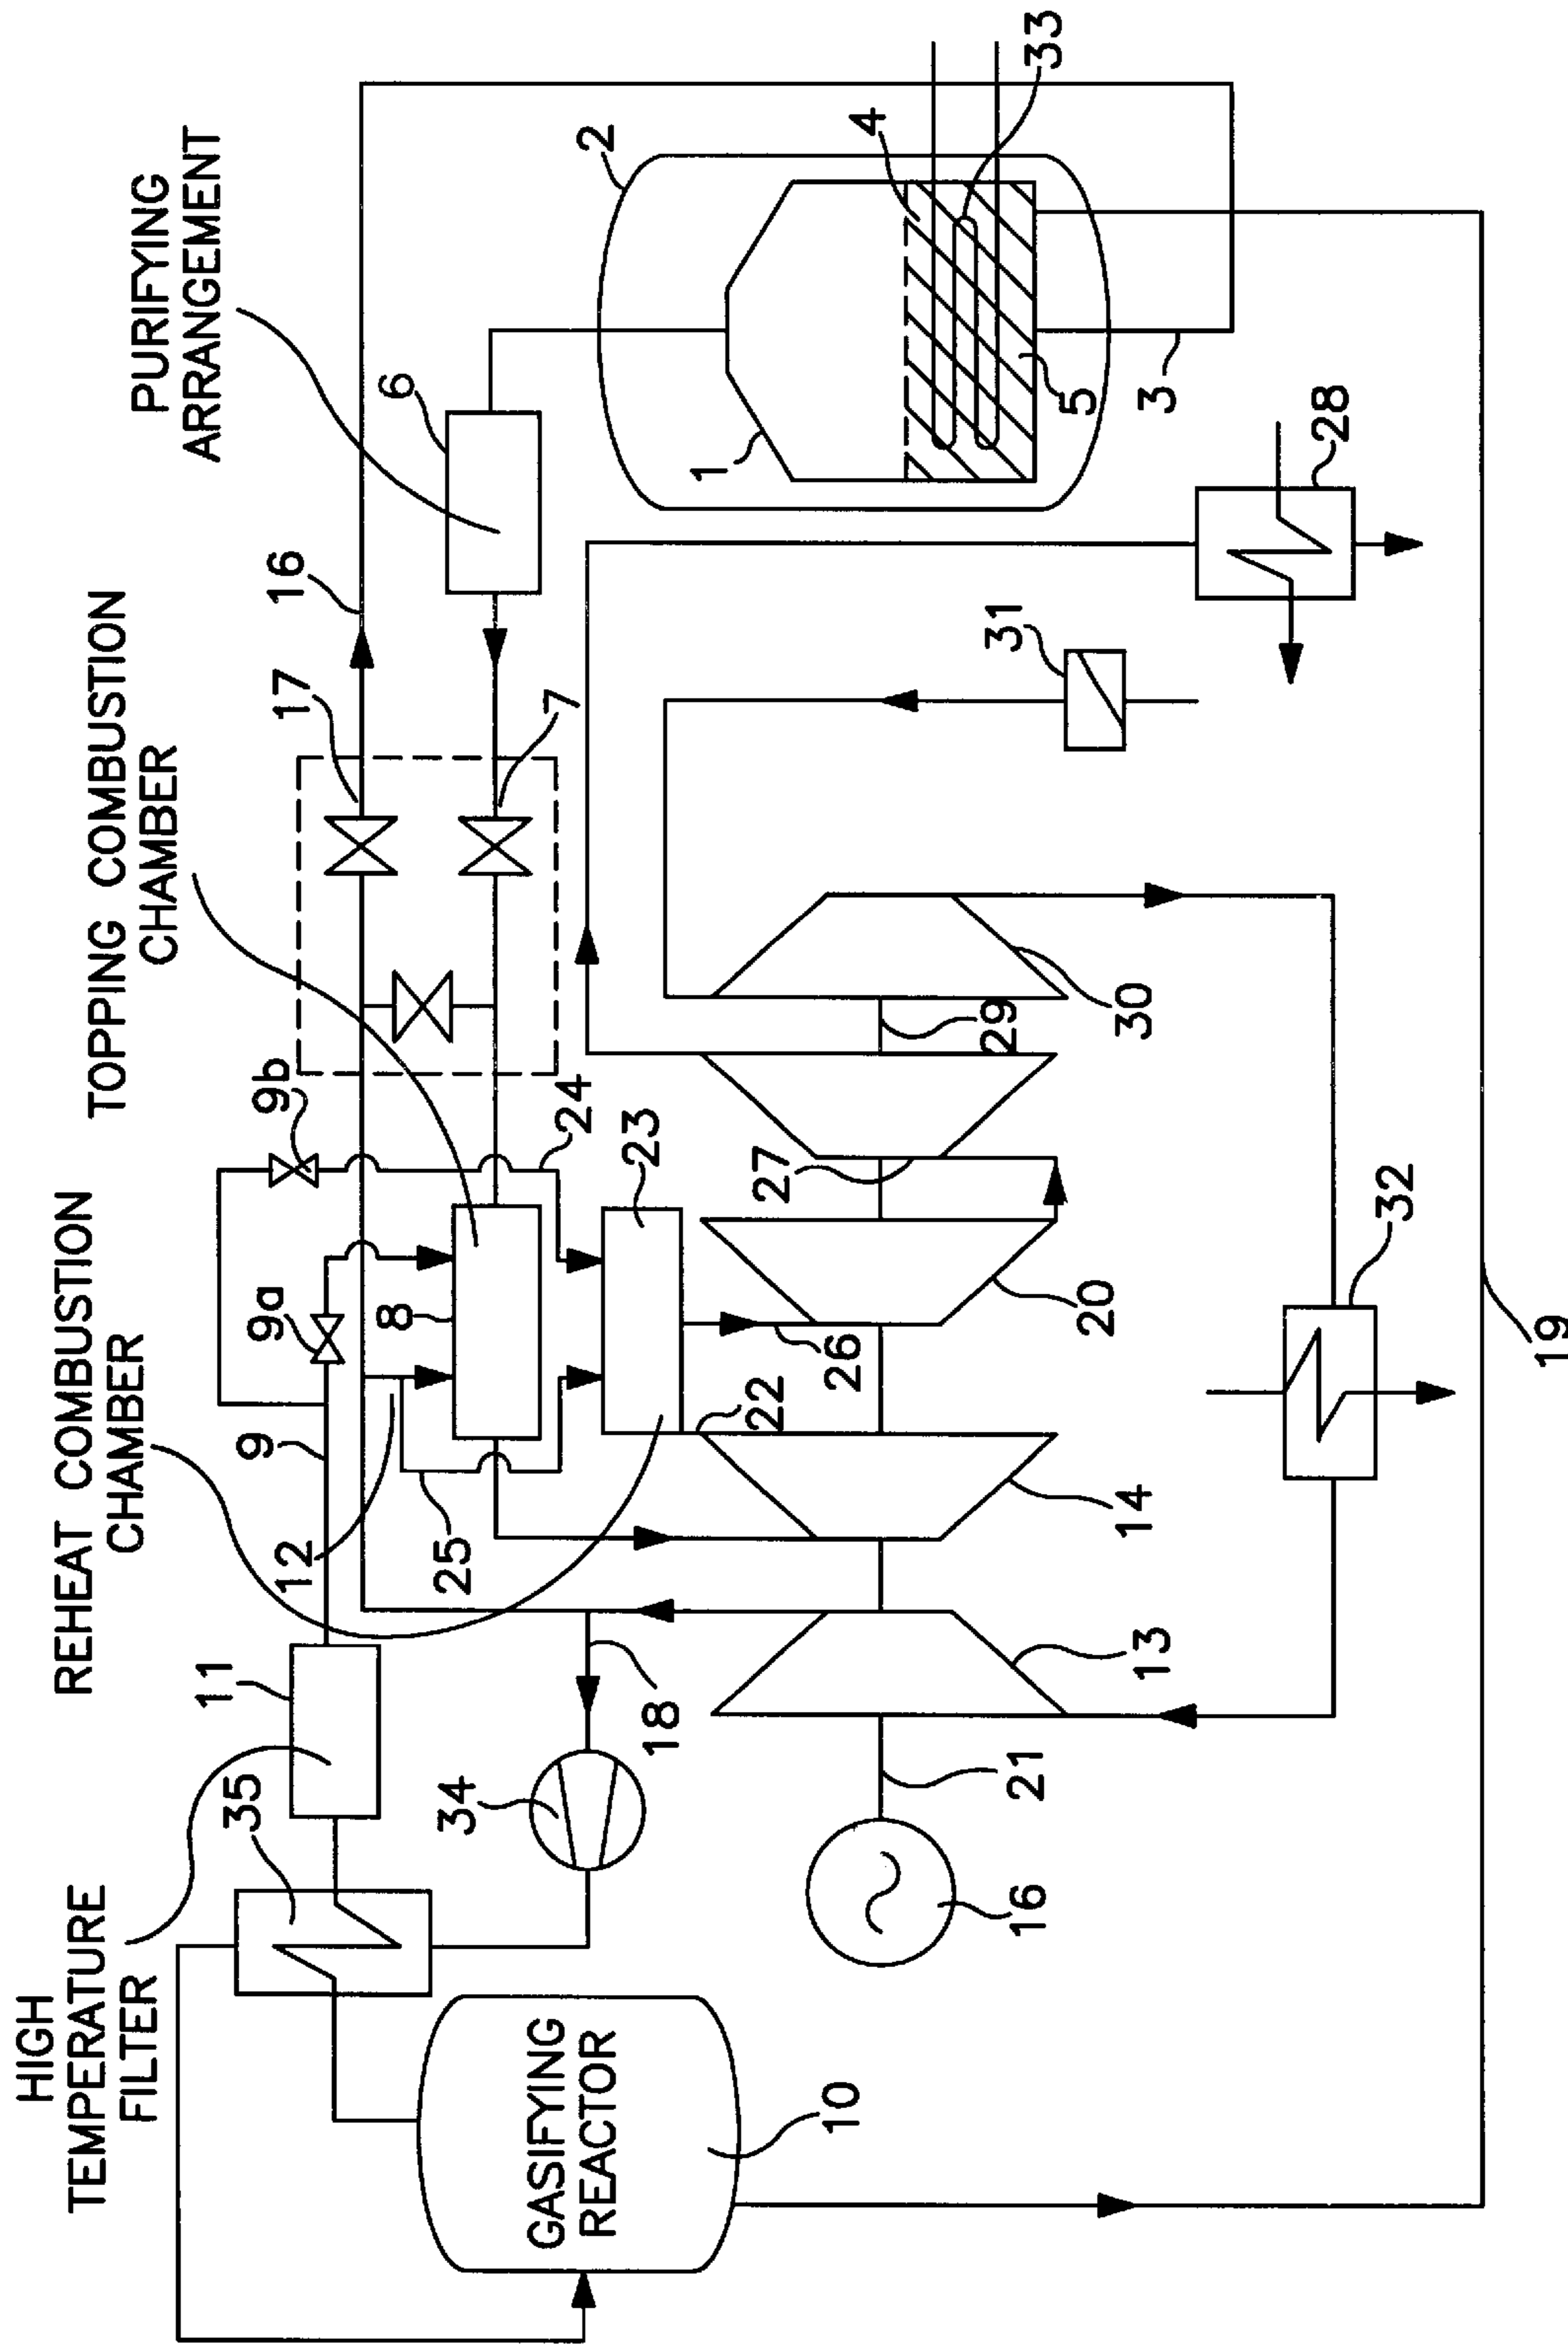 HIGH
TEMPERATURE
FILTER
REHEAT COMBUSTION
CHAMBER
TOPPING COMBUSTION
CHAMBER
PURIFYING
ARRANGEMENT
35
11
9
9a
9b
17
16
6
2
12
25
8
24
23
7
1
4
33
GASIFYING
REACTOR
10
34
18
22
26
27
29
31
5
3
28
16
21
13
14
20
30
32
19